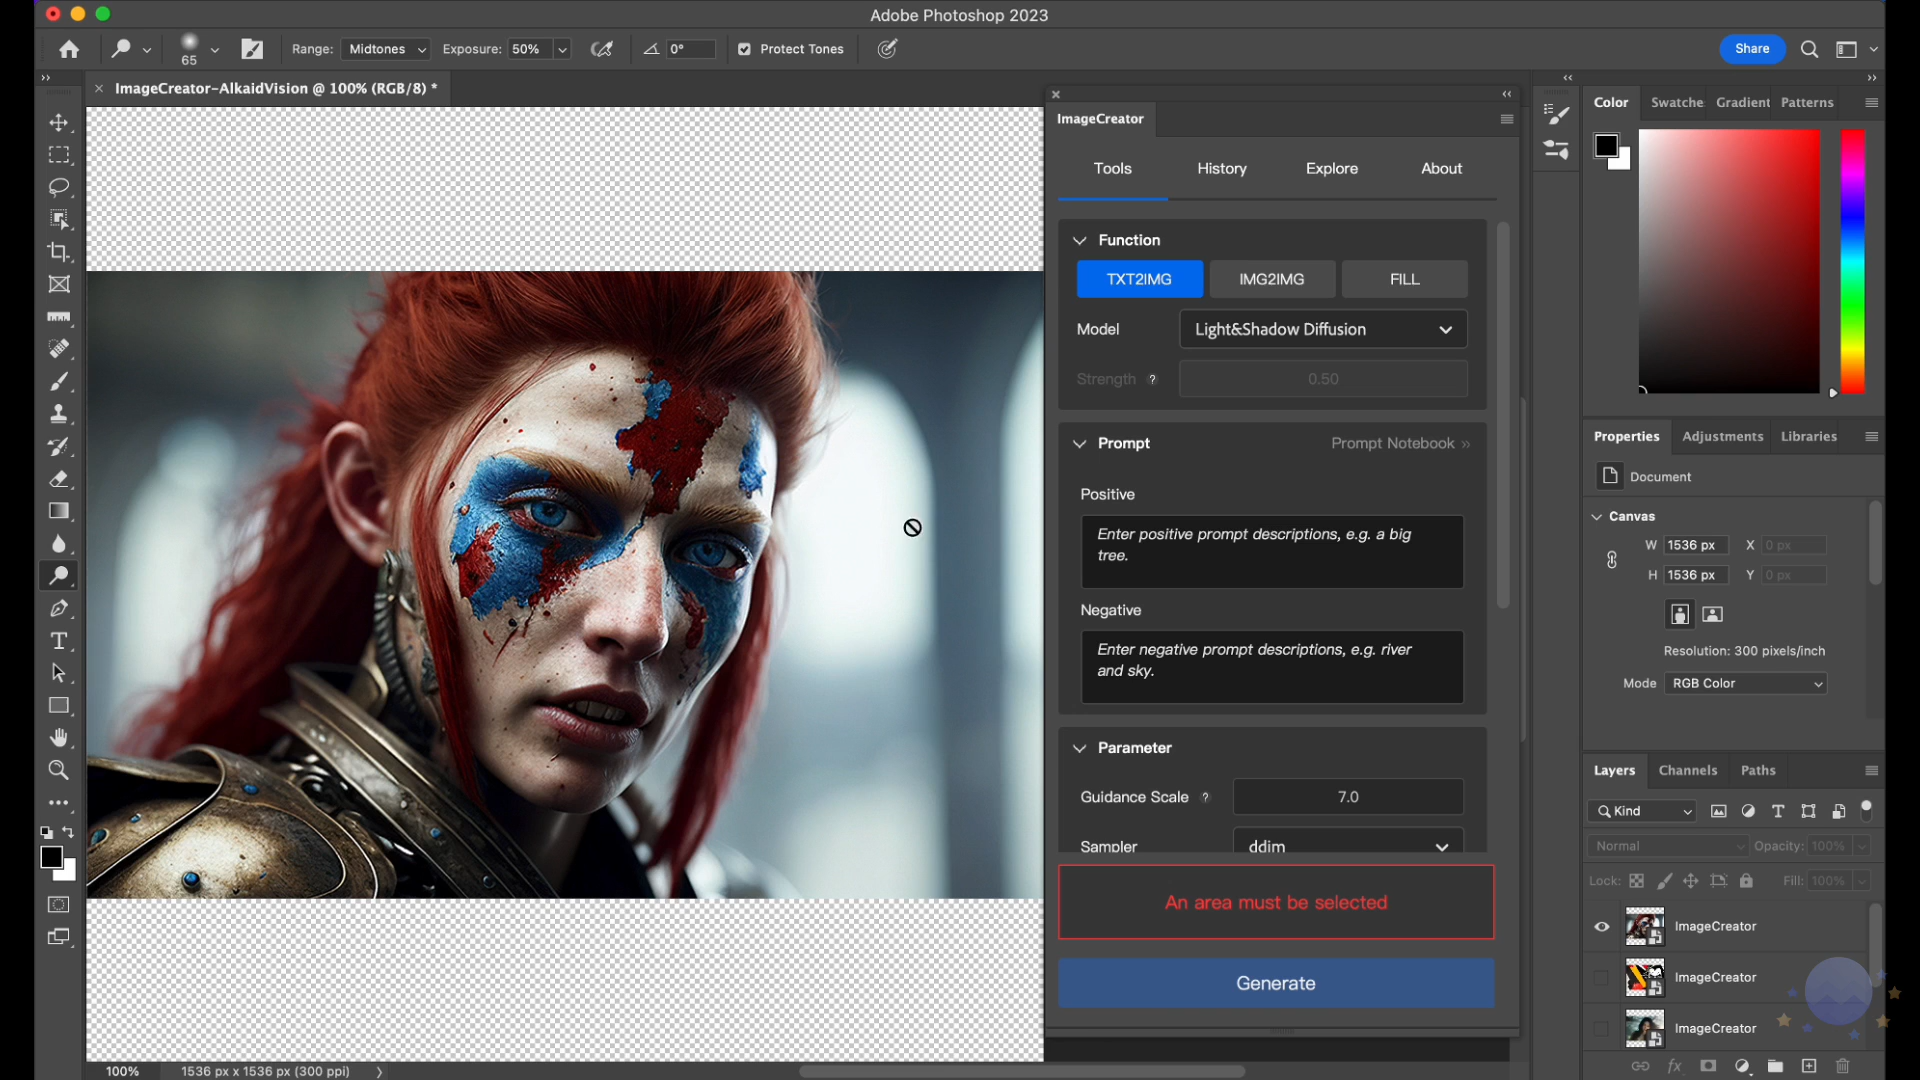 Adobe Photoshop 2023
65
Range: Midtones
Exposure: 50%
0°
Protect Tones
Share
ImageCreator-AlkaidVision @ 100% (RGB/8) *
ImageCreator
Tools History Explore About
Function
TXT2IMG IMG2IMG FILL
Model Light&Shadow Diffusion
Strength ? 0.50
Prompt Prompt Notebook »
Positive
Enter positive prompt descriptions, e.g. a big
tree.
Negative
Enter negative prompt descriptions, e.g. river
and sky.
Parameter
Guidance Scale ? 7.0
Sampler ddim
An area must be selected
Generate
Color Swatche Gradient Patterns
Properties Adjustments Libraries
Document
Canvas
W 1536 px X 0 px
H 1536 px Y 0 px
Resolution: 300 pixels/inch
Mode RGB Color
Layers Channels Paths
Kind
Normal Opacity: 100%
Lock: Fill: 100%
ImageCreator
ImageCreator
ImageCreator
fx
100% 1536 px x 1536 px (300 ppi)